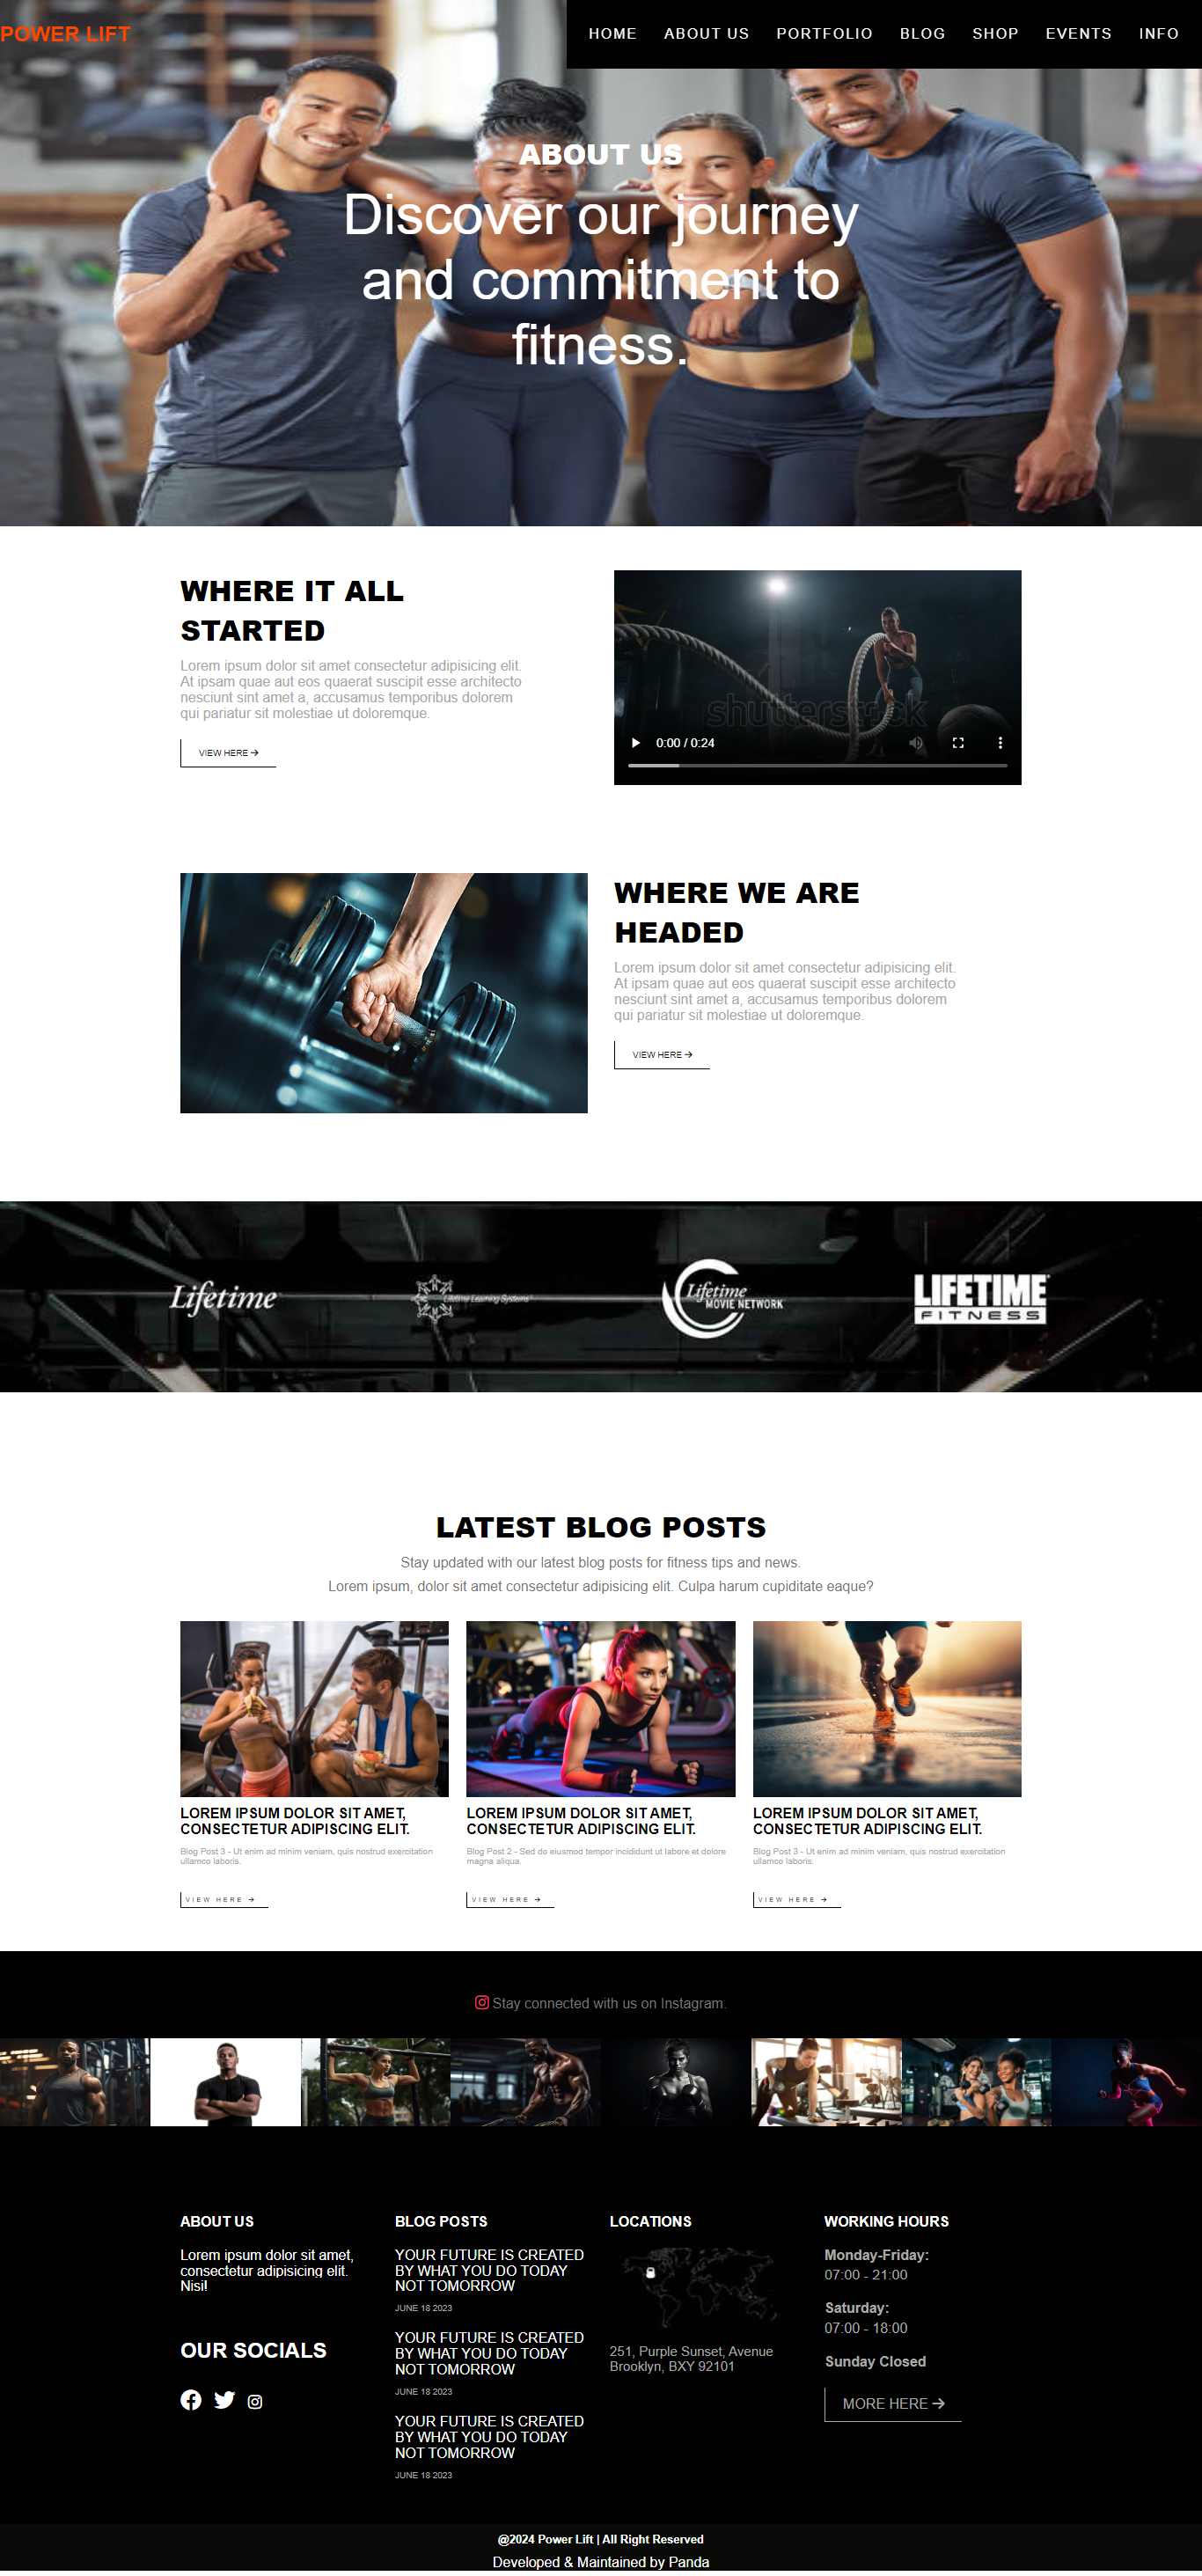 POWER LIFT
HOME ABOUT US PORTFOLIO BLOG SHOP EVENTS INFO
ABOUT US
Discover our journey
and commitment to
fitness.
WHERE IT ALL
STARTED
Lorem ipsum dolor sit amet consectetur adipisicing elit.
At ipsam quae aut eos quaerat suscipit esse architecto
nesciunt sint amet a, accusamus temporibus dolorem
qui pariatur sit molestiae ut doloremque.
VIEW HERE →
shutterstock
0:00 / 0:24
WHERE WE ARE
HEADED
Lorem ipsum dolor sit amet consectetur adipisicing elit.
At ipsam quae aut eos quaerat suscipit esse architecto
nesciunt sint amet a, accusamus temporibus dolorem
qui pariatur sit molestiae ut doloremque.
VIEW HERE →
Lifetime
Lifetime Learning Systems
Lifetime
MOVIE NETWORK
LIFETIME
FITNESS
LATEST BLOG POSTS
Stay updated with our latest blog posts for fitness tips and news.
Lorem ipsum, dolor sit amet consectetur adipisicing elit. Culpa harum cupiditate eaque?
LOREM IPSUM DOLOR SIT AMET,
CONSECTETUR ADIPISCING ELIT.
Blog Post 3 - Ut enim ad minim veniam, quis nostrud exercitation
ullamco laboris.
VIEW HERE →
LOREM IPSUM DOLOR SIT AMET,
CONSECTETUR ADIPISCING ELIT.
Blog Post 2 - Sed do eiusmod tempor incididunt ut labore et dolore
magna aliqua.
VIEW HERE →
LOREM IPSUM DOLOR SIT AMET,
CONSECTETUR ADIPISCING ELIT.
Blog Post 3 - Ut enim ad minim veniam, quis nostrud exercitation
ullamco laboris.
VIEW HERE →
Stay connected with us on Instagram.
ABOUT US
Lorem ipsum dolor sit amet,
consectetur adipisicing elit.
Nisi!
OUR SOCIALS
BLOG POSTS
YOUR FUTURE IS CREATED
BY WHAT YOU DO TODAY
NOT TOMORROW
JUNE 18 2023
YOUR FUTURE IS CREATED
BY WHAT YOU DO TODAY
NOT TOMORROW
JUNE 18 2023
YOUR FUTURE IS CREATED
BY WHAT YOU DO TODAY
NOT TOMORROW
JUNE 18 2023
LOCATIONS
251, Purple Sunset, Avenue
Brooklyn, BXY 92101
WORKING HOURS
Monday-Friday:
07:00 - 21:00
Saturday:
07:00 - 18:00
Sunday Closed
MORE HERE →
@2024 Power Lift | All Right Reserved
Developed & Maintained by Panda